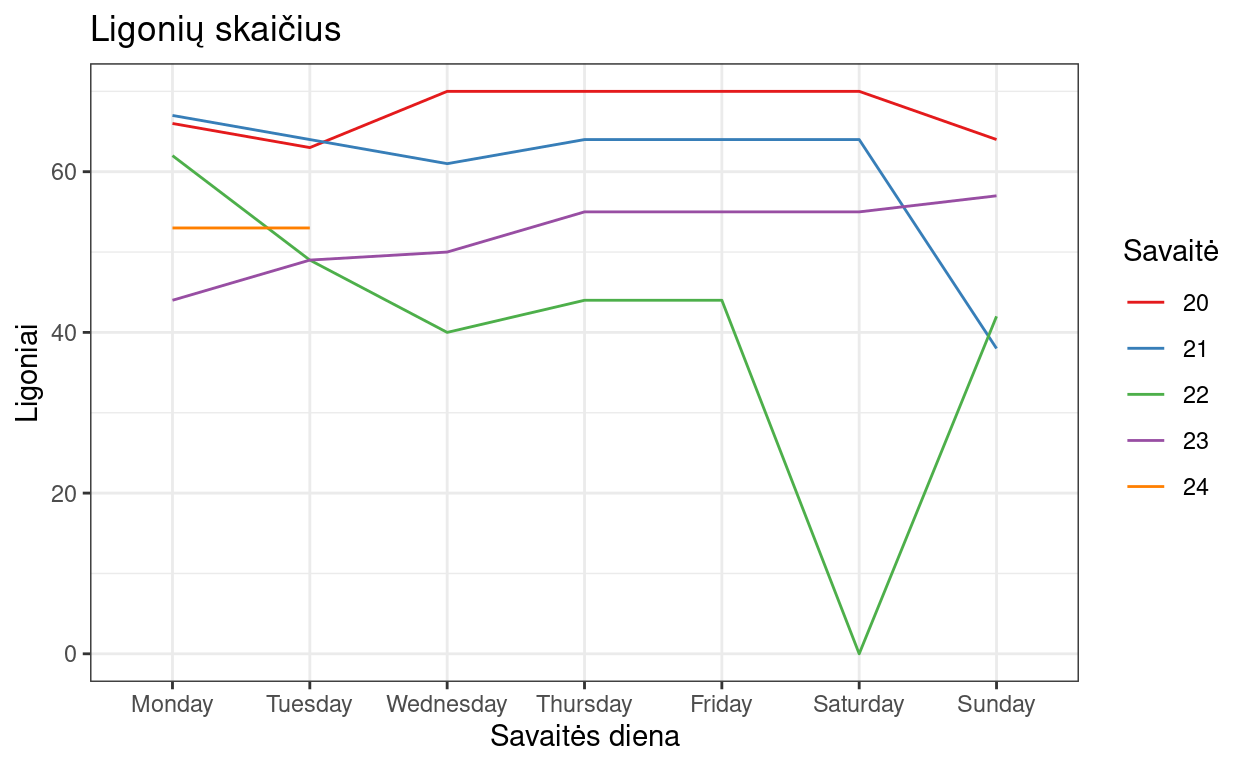 Ligonių skaičius
Ligoniai
60
40
20
0
Monday Tuesday Wednesday Thursday Friday Saturday Sunday
Savaitės diena
Savaitė
20
21
22
23
24